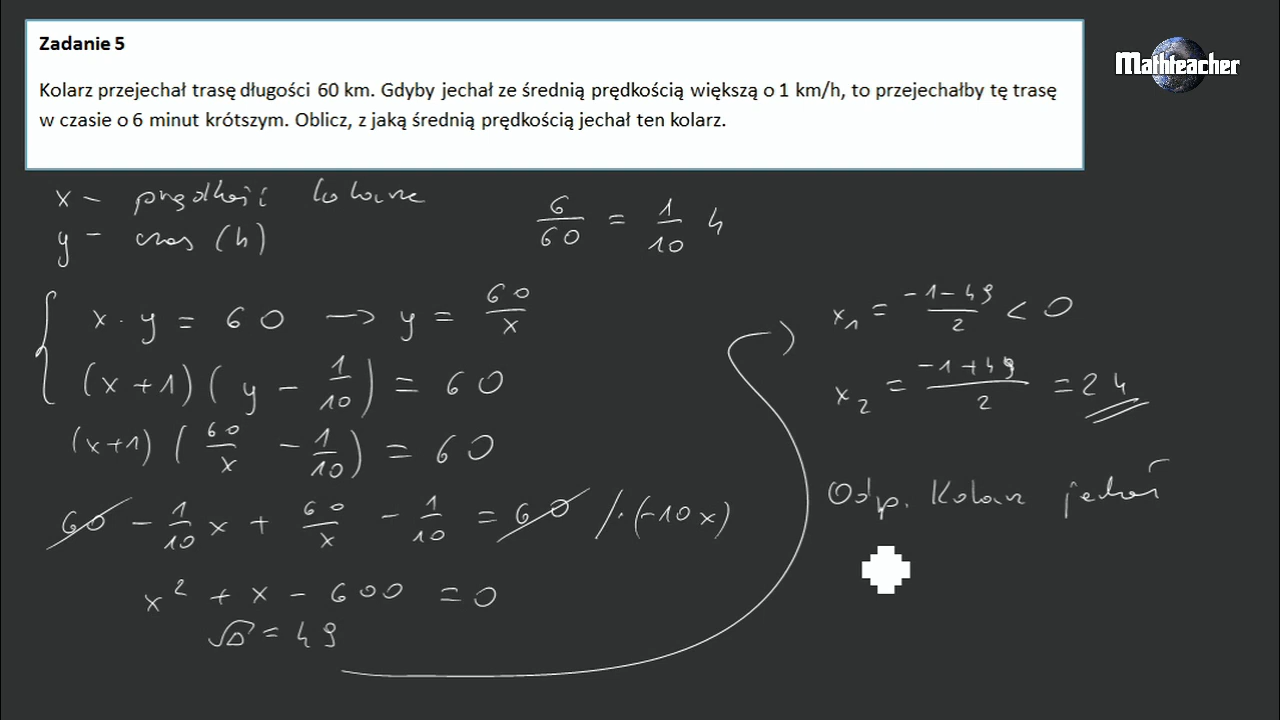 Mathteacher
Zadanie 5
Kolarz przejechał trasę długości 60 km. Gdyby jechał ze średnią prędkością większą o 1 km/h, to przejechałby tę trasę
w czasie o 6 minut krótszym. Oblicz, z jaką średnią prędkością jechał ten kolarz.
x – prędkość kolarza
y – czas (h)
6/60 = 1/10 h
x · y = 60 → y = 60/x
(x + 1)(y - 1/10) = 60
(x+1)(60/x - 1/10) = 60
60 - 1/10 x + 60/x - 1/10 = 60 /·(-10x)
x² + x - 600 = 0
√Δ = 49
x₁ = (-1-49)/2 < 0
x₂ = (-1+49)/2 = 24
Odp. Kolarz jechał